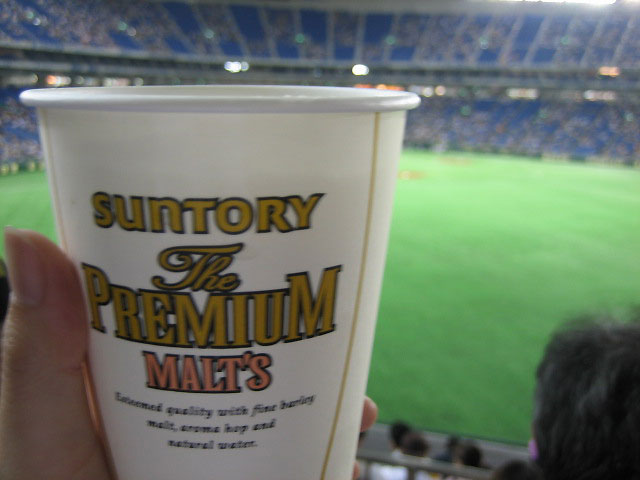 SUNTORY
The
PREMIUM
MALT'S
Esteemed quality with fine barley
malt, aroma hop and
natural water.